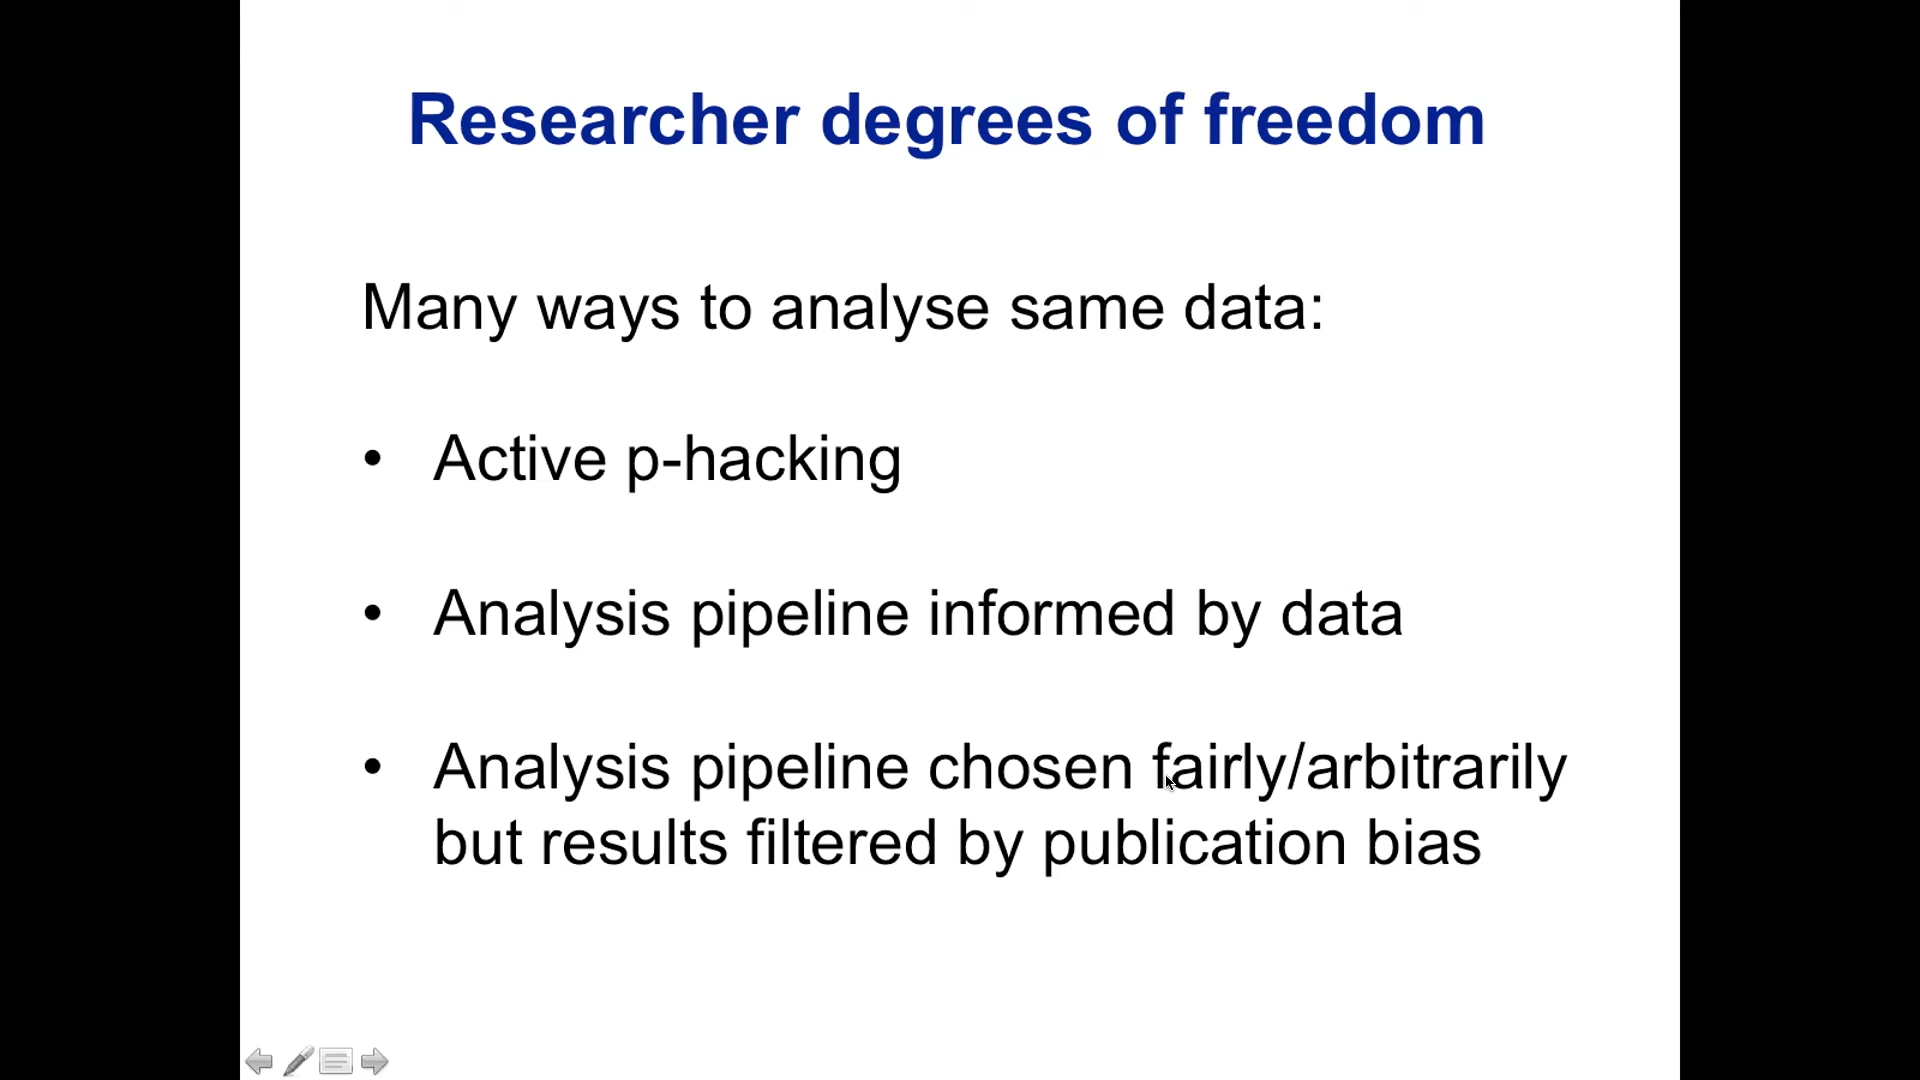 Researcher degrees of freedom
Many ways to analyse same data:
• Active p-hacking
• Analysis pipeline informed by data
• Analysis pipeline chosen fairly/arbitrarily
but results filtered by publication bias